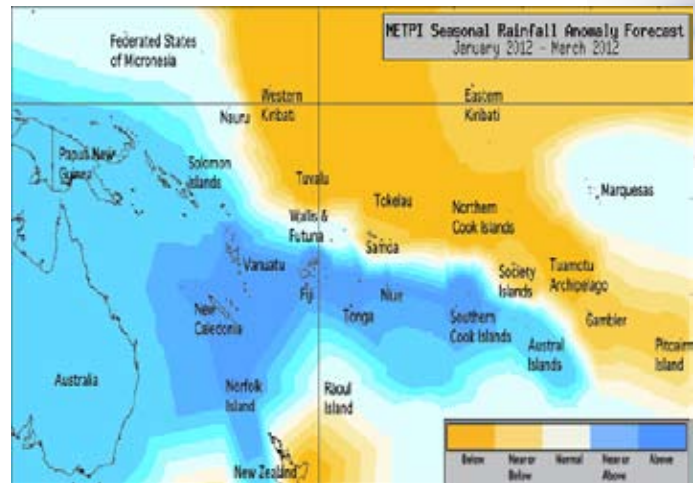 METPI Seasonal Rainfall Anomaly Forecast
January 2012 - March 2012
Federated States
of Micronesia
Nauru
Western
Kiribati
Eastern
Kiribati
Papua New
Guinea
Solomon
Islands
Tuvalu
Tokelau
Marquesas
Wallis &
Futuna
Samoa
Northern
Cook Islands
Vanuatu
Fiji
Niue
Society
Islands
Tuamotu
Archipelago
New
Caledonia
Tonga
Southern
Cook Islands
Gambier
Austral
Islands
Pitcairn
Island
Australia
Norfolk
Island
Raoul
Island
New Zealand
Below
Near or
Below
Normal
Near or
Above
Above